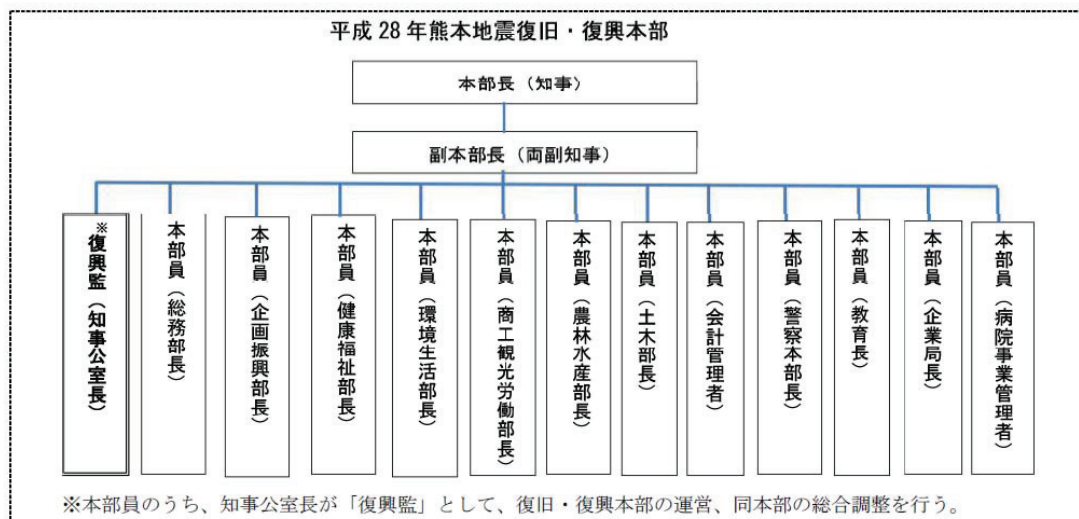 平成 28 年熊本地震復旧・復興本部
本部長（知事）
副本部長（両副知事）
※復興監（知事公室長）
本部員（総務部長）
本部員（企画振興部長）
本部員（健康福祉部長）
本部員（環境生活部長）
本部員（商工観光労働部長）
本部員（農林水産部長）
本部員（土木部長）
本部員（会計管理者）
本部員（警察本部長）
本部員（教育長）
本部員（企業局長）
本部員（病院事業管理者）
※本部員のうち、知事公室長が「復興監」として、復旧・復興本部の運営、同本部の総合調整を行う。